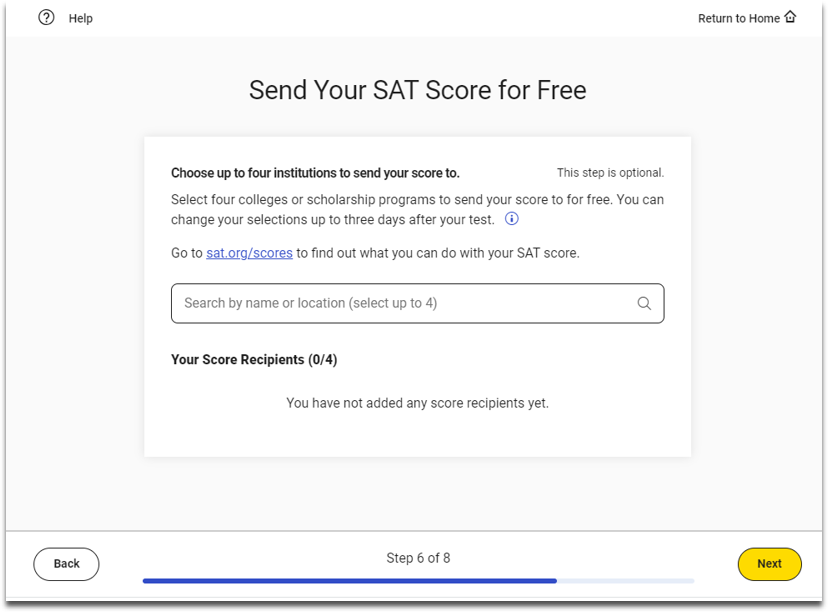 Help
Return to Home
Send Your SAT Score for Free
Choose up to four institutions to send your score to.
This step is optional.
Select four colleges or scholarship programs to send your score to for free. You can
change your selections up to three days after your test.
Go to sat.org/scores to find out what you can do with your SAT score.
Search by name or location (select up to 4)
Your Score Recipients (0/4)
You have not added any score recipients yet.
Back
Step 6 of 8
Next